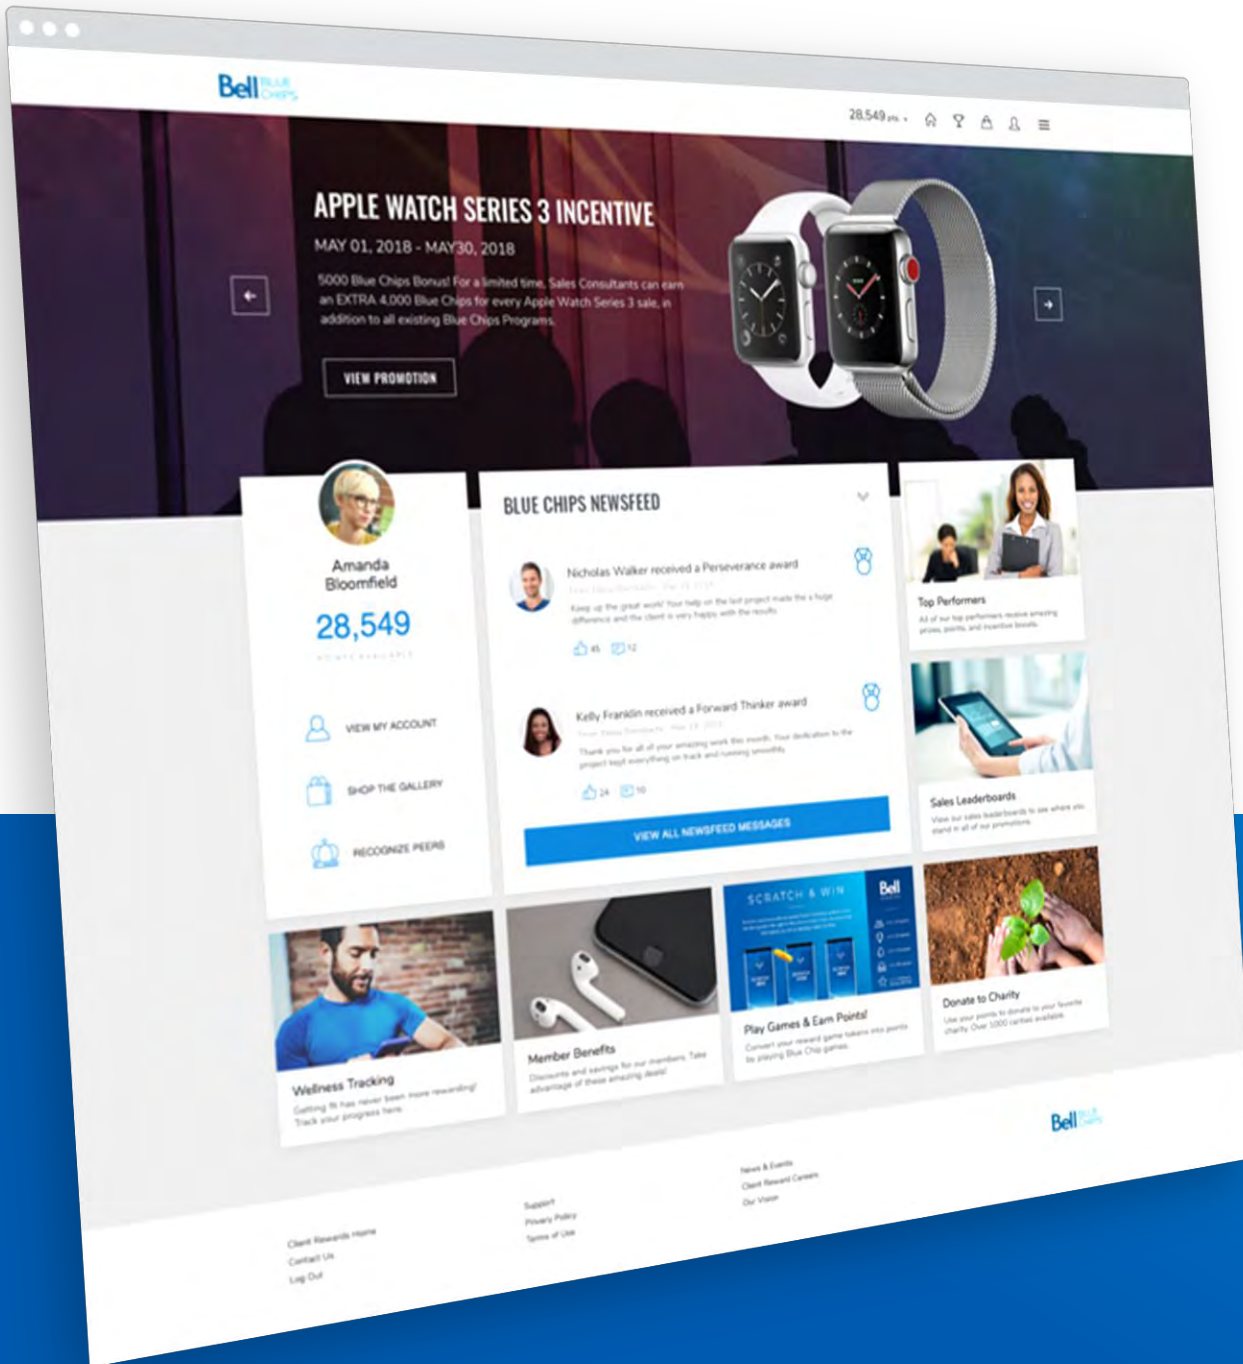 Bell BLUE CHIPS
28,549 pts
APPLE WATCH SERIES 3 INCENTIVE
MAY 01, 2018 - MAY30, 2018
5000 Blue Chips Bonus! For a limited time, Sales Consultants can earn
an EXTRA 4,000 Blue Chips for every Apple Watch Series 3 sale, in
addition to all existing Blue Chips Programs.
VIEW PROMOTION
Amanda
Bloomfield
28,549
POINTS AVAILABLE
VIEW MY ACCOUNT
SHOP THE GALLERY
RECOGNIZE PEERS
BLUE CHIPS NEWSFEED
Nicholas Walker received a Perseverance award
Keep up the great work! Your help on the last project made the a huge
difference and the client is very happy with the results.
45 12
Kelly Franklin received a Forward Thinker award
Thank you for all of your amazing work this month. Your dedication to the
project kept everything on track and running smoothly.
24 10
VIEW ALL NEWSFEED MESSAGES
Top Performers
All of our top performers receive amazing
prizes, points, and incentive boosts.
Sales Leaderboards
View our sales leaderboards to see where you
stand in all of our promotions.
Wellness Tracking
Getting fit has never been more rewarding!
Track your progress here.
Member Benefits
Discounts and savings for our members. Take
advantage of these amazing deals!
SCRATCH & WIN
Bell
Play Games & Earn Points!
Convert your reward game tokens into points
by playing Blue Chip games.
Donate to Charity
Use your points to donate to your favorite
charity. Over 1000 carities available.
Bell BLUE CHIPS
Client Rewards Home
Contact Us
Log Out
Support
Privacy Policy
Terms of Use
News & Events
Client Reward Careers
Our Vision